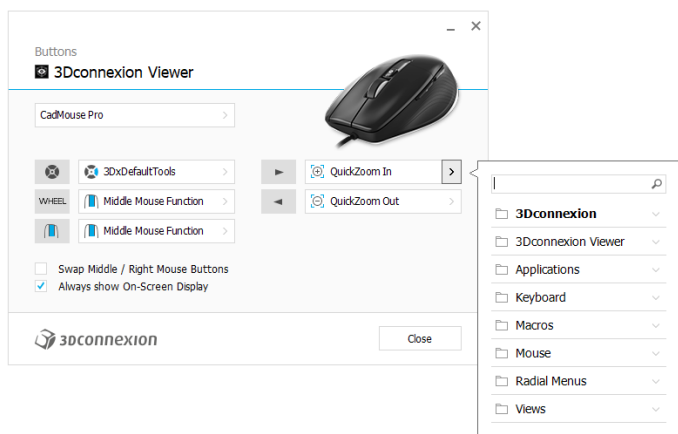 Buttons
3Dconnexion Viewer
CadMouse Pro
3DxDefaultTools
QuickZoom In
WHEEL
Middle Mouse Function
QuickZoom Out
Middle Mouse Function
Swap Middle / Right Mouse Buttons
Always show On-Screen Display
3Dconnexion
Close
3Dconnexion
3Dconnexion Viewer
Applications
Keyboard
Macros
Mouse
Radial Menus
Views